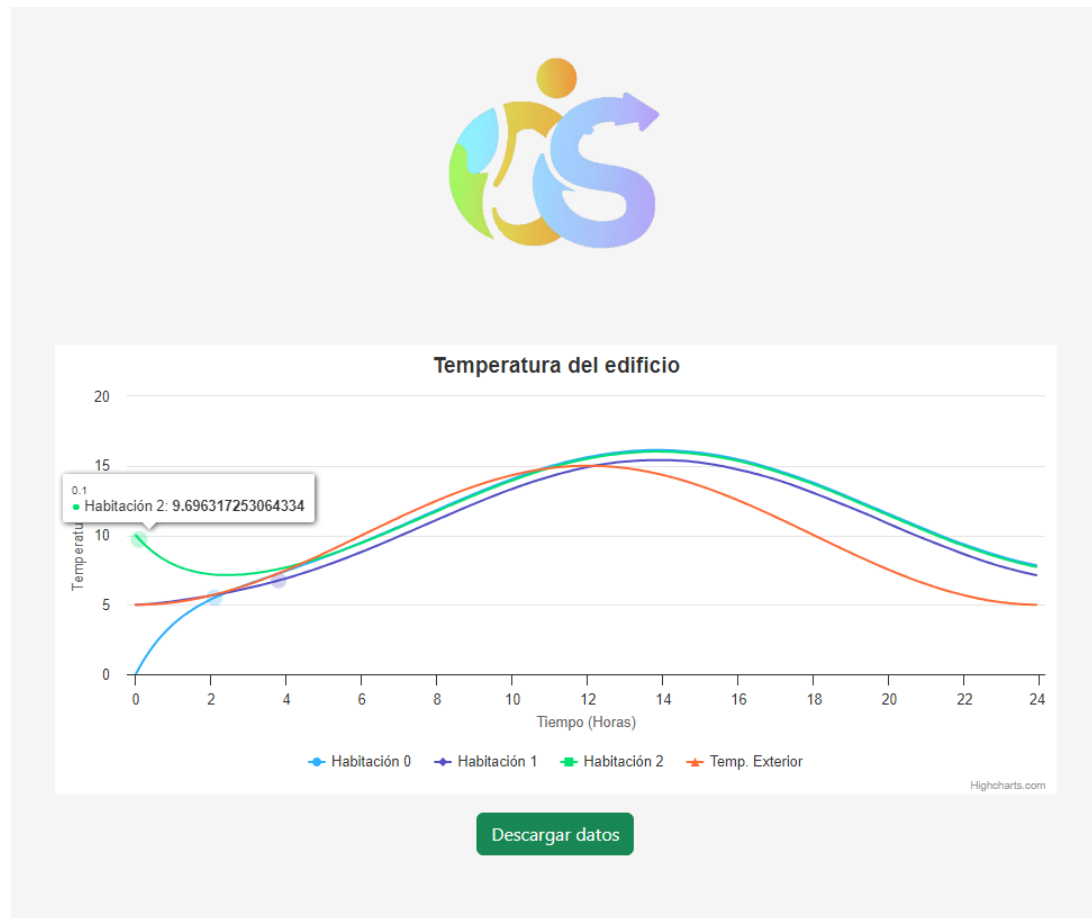 Temperatura del edificio
20
15
0.1
● Habitación 2: 9.696317253064334
10
Temperatu
5
0
0 2 4 6 8 10 12 14 16 18 20 22 24
Tiempo (Horas)
Habitación 0 Habitación 1 Habitación 2 Temp. Exterior
Highcharts.com
Descargar datos